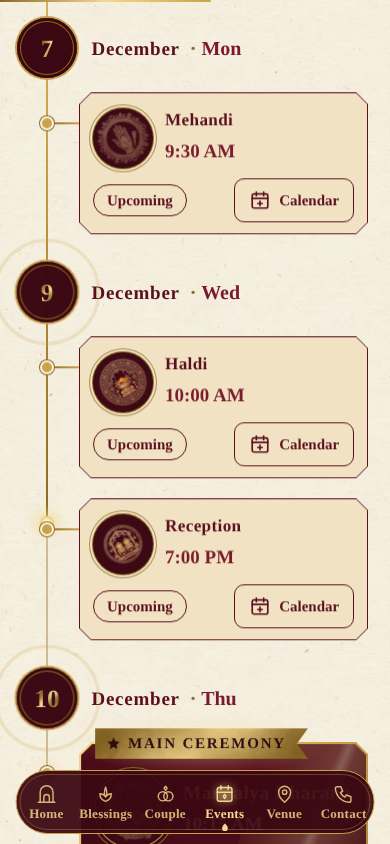 7
December · Mon
Mehandi
9:30 AM
Upcoming
Calendar
9
December · Wed
Haldi
10:00 AM
Upcoming
Calendar
Reception
7:00 PM
Upcoming
Calendar
10
December · Thu
★ MAIN CEREMONY
Home
Blessings
Couple
Events
Venue
Contact